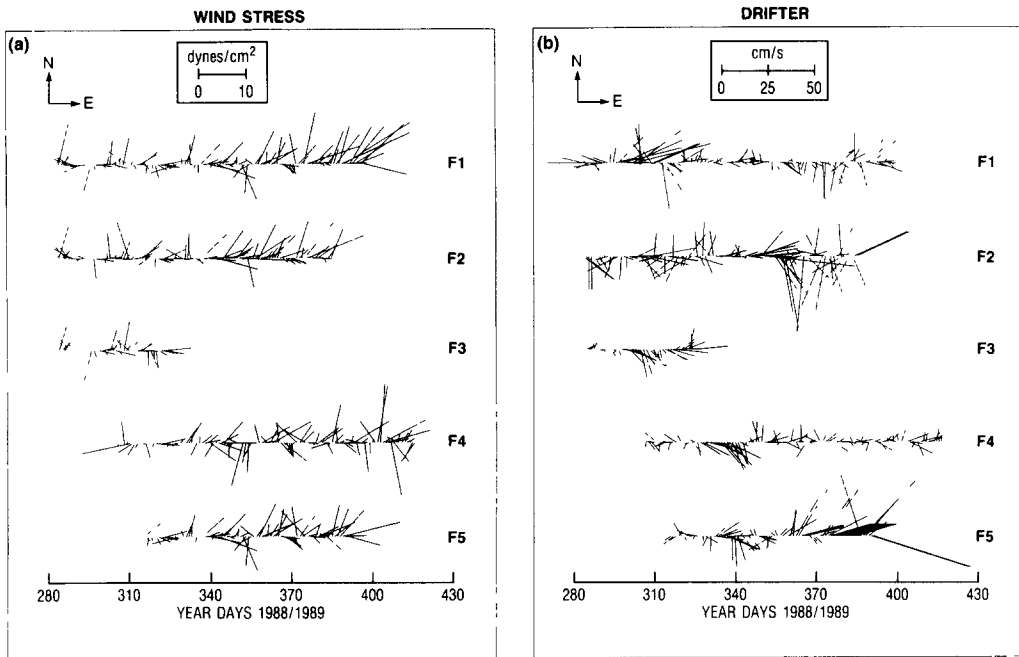 WIND STRESS
(a)
dynes/cm²
0 10
N
E
F1
F2
F3
F4
F5
280 310 340 370 400 430
YEAR DAYS 1988/1989
DRIFTER
(b)
cm/s
0 25 50
N
E
F1
F2
F3
F4
F5
280 310 340 370 400 430
YEAR DAYS 1988/1989